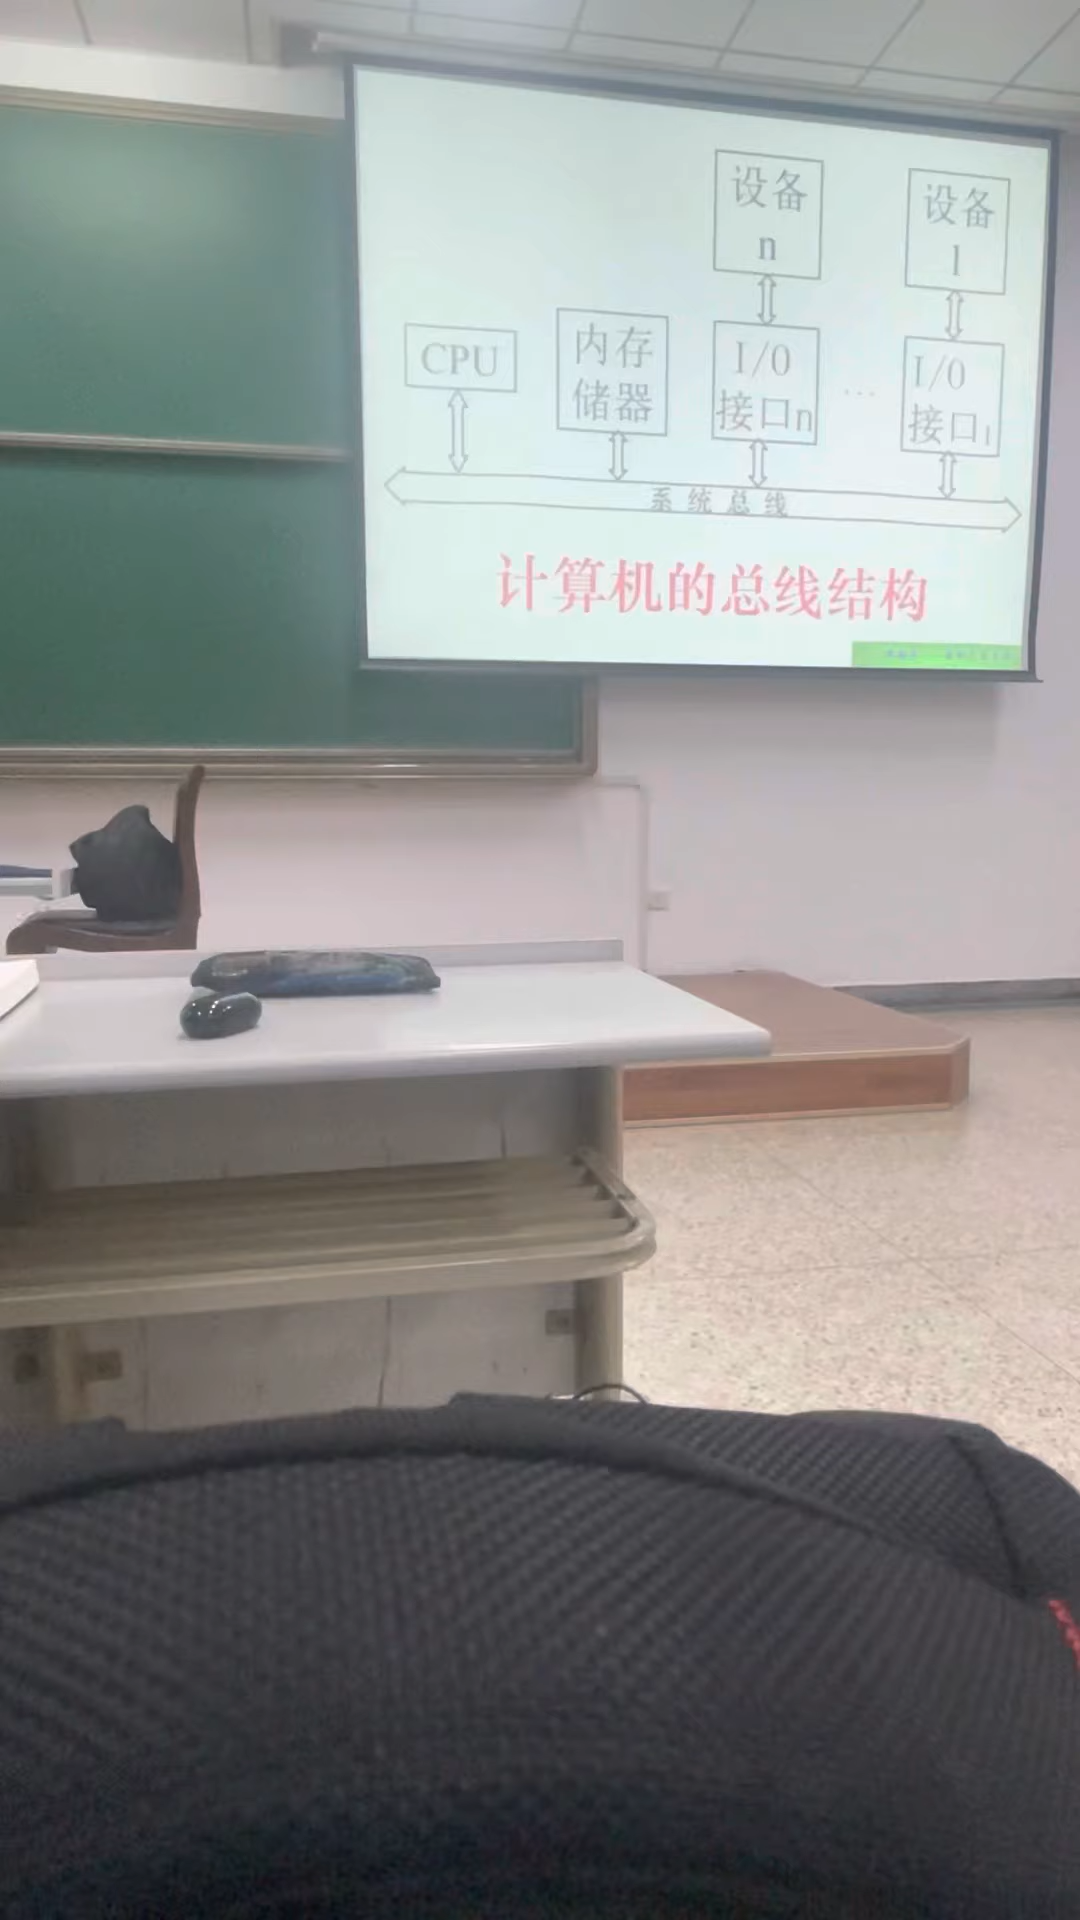 设备
n
设备
1
CPU
内存
储器
I/O
接口n
...
I/O
接口1
系统总线
计算机的总线结构